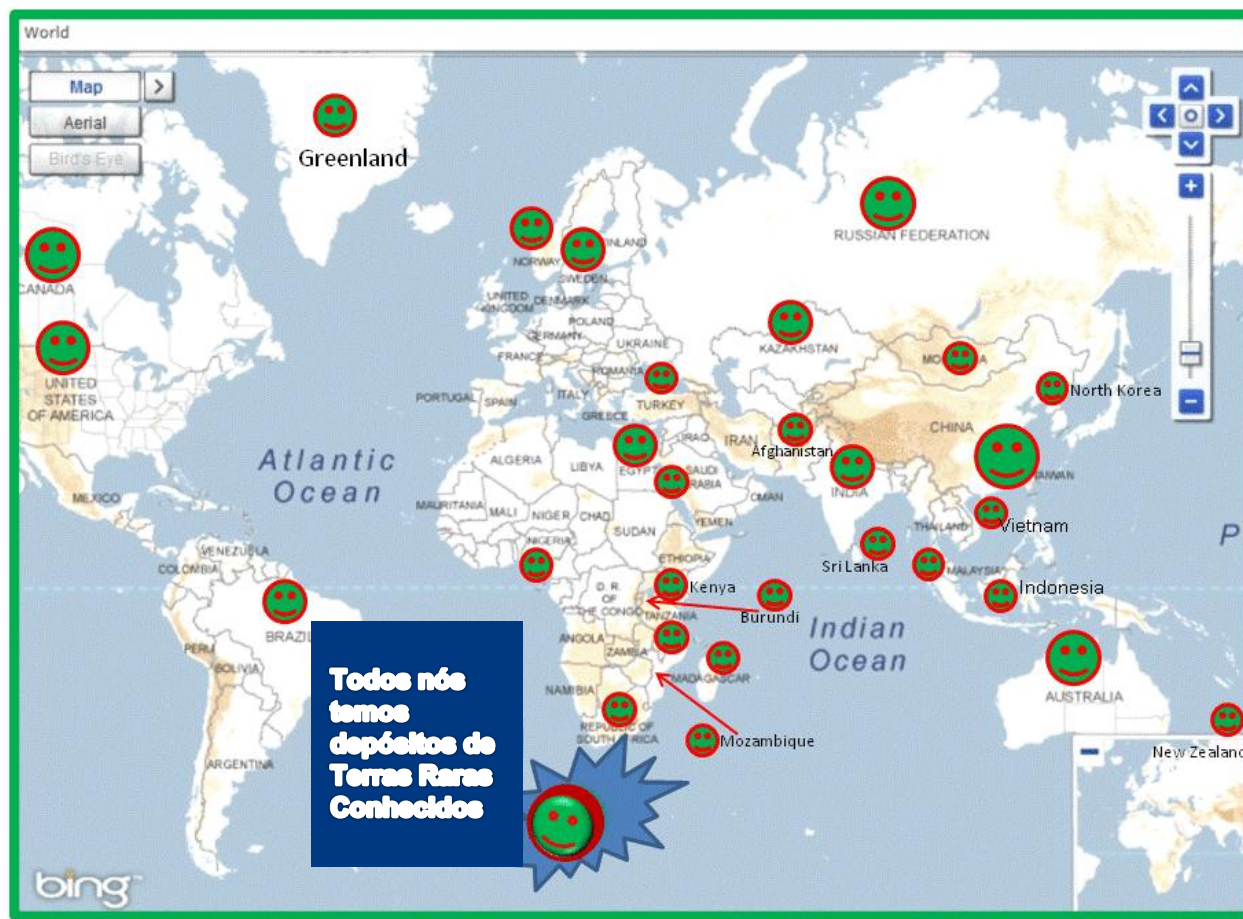 World
Map
>
Aerial
Bird's Eye
Greenland
CANADA
UNITED
STATES
OF AMERICA
MEXICO
Atlantic
Ocean
VENEZUELA
COLOMBIA
BRAZIL
PERU
BOLIVIA
ARGENTINA
NORWAY
SWEDEN
FINLAND
UNITED
KINGDOM
DENMARK
POLAND
GERMANY
UKRAINE
FRANCE
ROMANIA
PORTUGAL
SPAIN
ITALY
GREECE
TURKEY
RUSSIAN FEDERATION
KAZAKHSTAN
North Korea
CHINA
TAIWAN
IRAQ
IRAN
Afghanistan
INDIA
ALGERIA
LIBYA
EGYPT
SAUDI
ARABIA
OMAN
YEMEN
MAURITANIA
MALI
NIGER
CHAD
SUDAN
NIGERIA
ETHIOPIA
THAILAND
Vietnam
Sri Lanka
MALAYSIA
Indonesia
D. R.
OF
THE CONGO
Kenya
TANZANIA
Burundi
Indian
Ocean
ANGOLA
ZAMBIA
NAMIBIA
MADAGASCAR
REPUBLIC OF
SOUTH AFRICA
Mozambique
AUSTRALIA
New Zealand
P
Todos nós
temos
depósitos de
Terras Raras
Conhecidos
bing